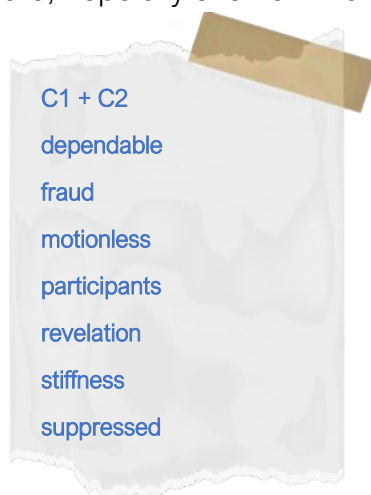 C1 + C2
dependable
fraud
motionless
participants
revelation
stiffness
suppressed